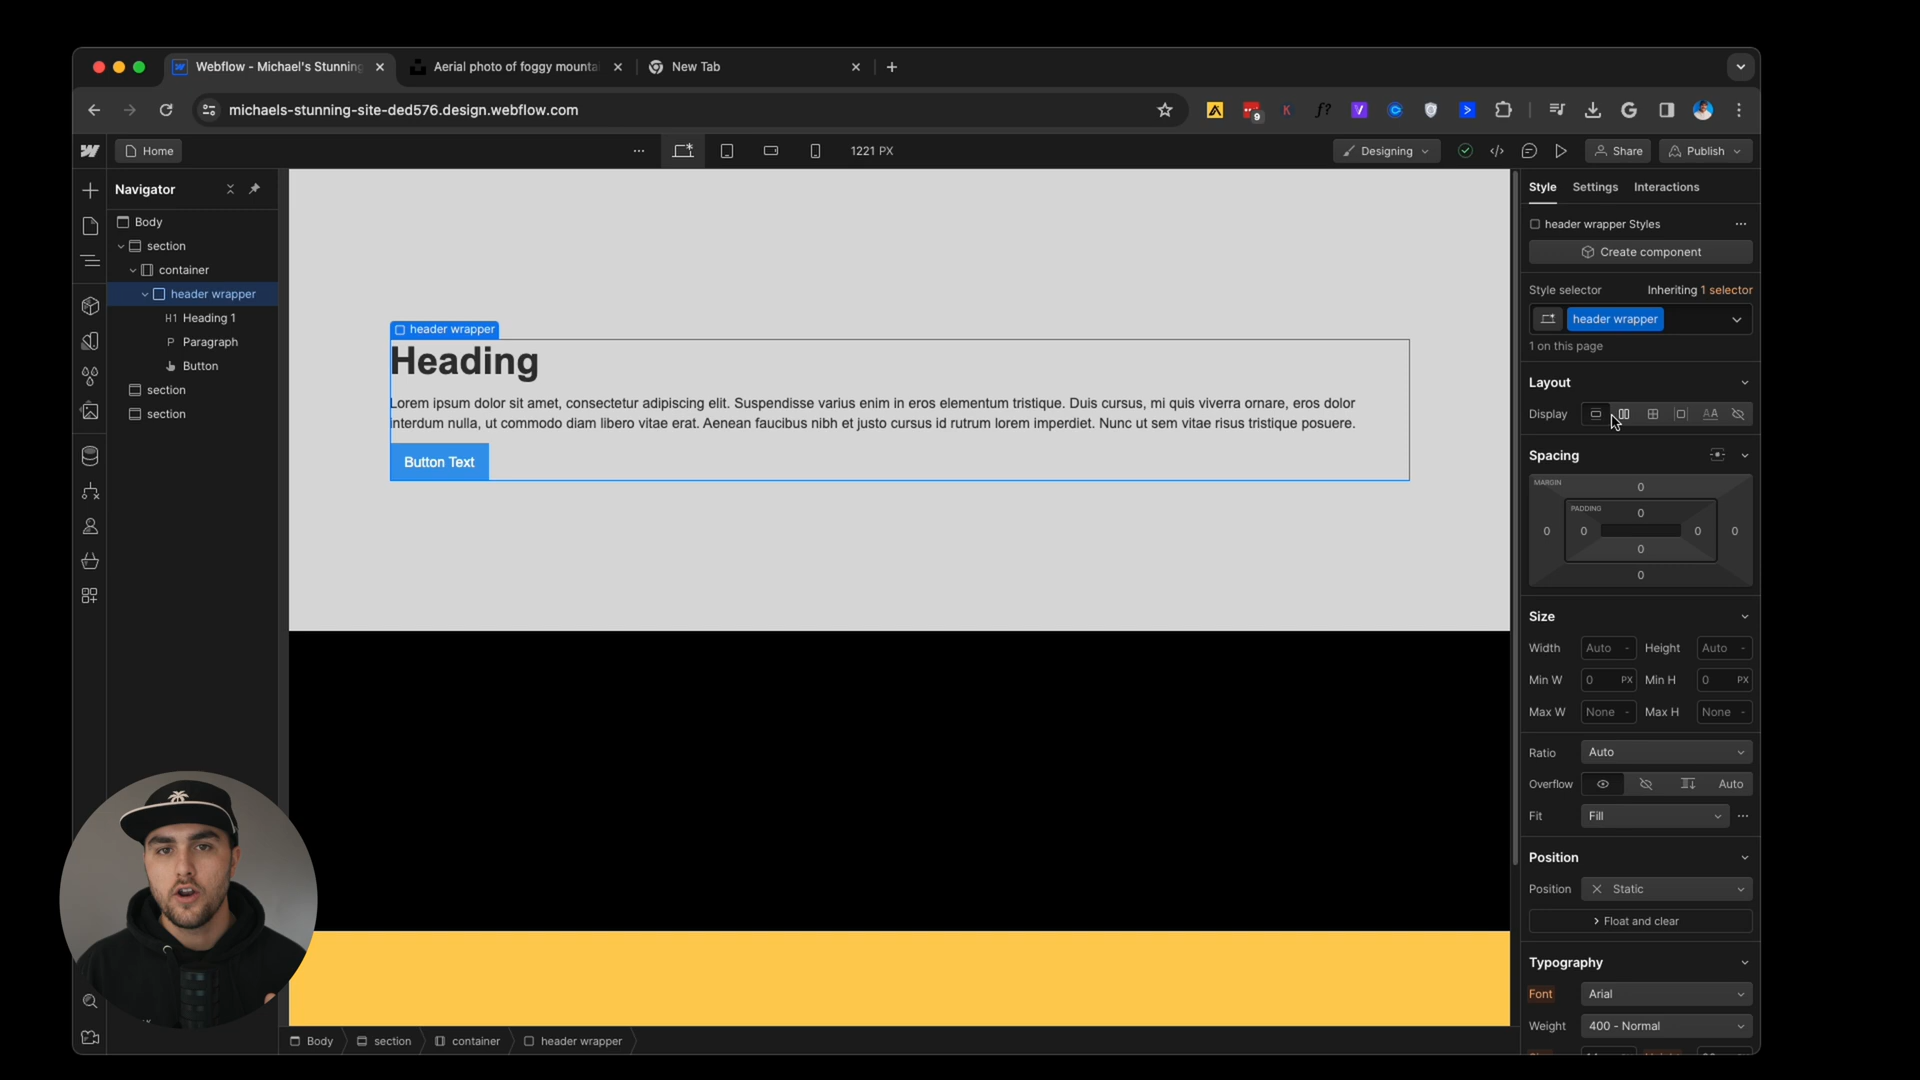 Webflow - Michael's Stunning
Aerial photo of foggy mounta
New Tab
michaels-stunning-site-ded576.design.webflow.com
9
K
f?
V
G
Home
1221 PX
Designing
Share
Publish
Navigator
Body
section
container
header wrapper
H1 Heading 1
P Paragraph
Button
section
section
header wrapper
Heading
Lorem ipsum dolor sit amet, consectetur adipiscing elit. Suspendisse varius enim in eros elementum tristique. Duis cursus, mi quis viverra ornare, eros dolor
interdum nulla, ut commodo diam libero vitae erat. Aenean faucibus nibh et justo cursus id rutrum lorem imperdiet. Nunc ut sem vitae risus tristique posuere.
Button Text
Body
section
container
header wrapper
Style Settings Interactions
header wrapper Styles
Create component
Style selector Inheriting 1 selector
header wrapper
1 on this page
Layout
Display
Spacing
MARGIN
0
PADDING
0
0 0 0 0
0
0
Size
Width Auto - Height Auto -
Min W 0 PX Min H 0 PX
Max W None - Max H None -
Ratio Auto
Overflow Auto
Fit Fill
Position
Position Static
Float and clear
Typography
Font Arial
Weight 400 - Normal